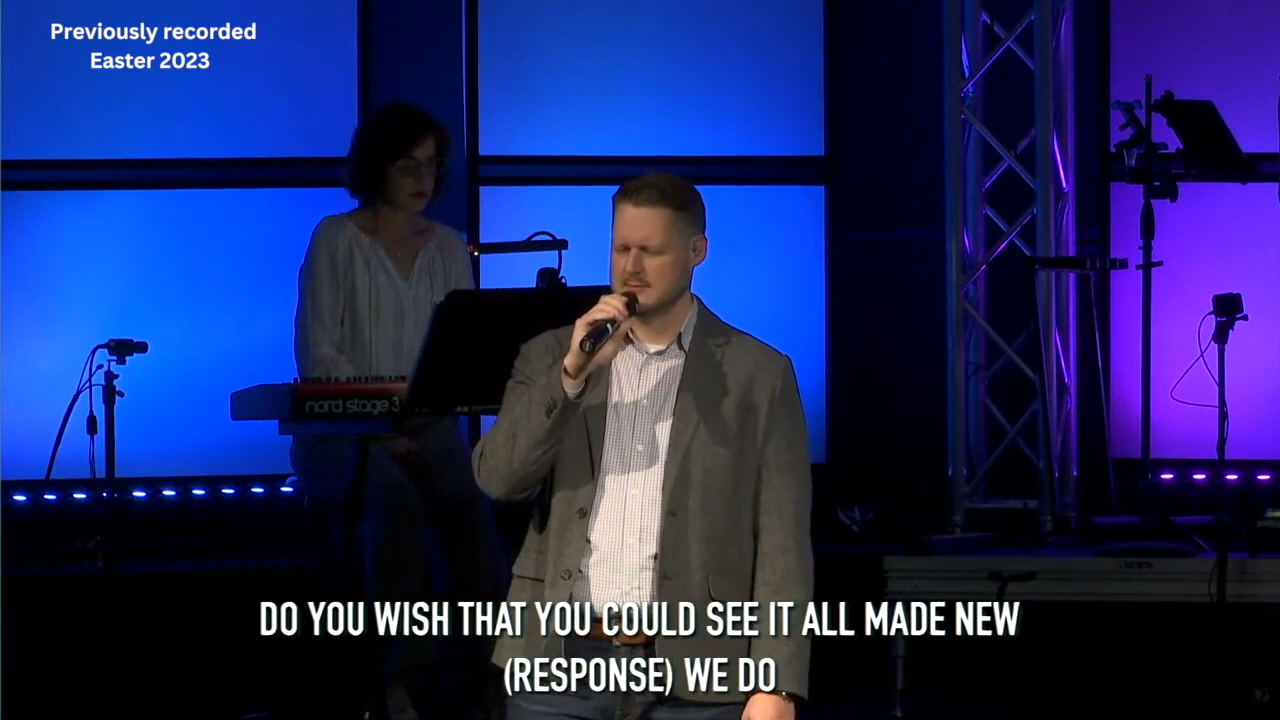 Previously recorded
Easter 2023
nord stage 3
DO YOU WISH THAT YOU COULD SEE IT ALL MADE NEW
(RESPONSE) WE DO